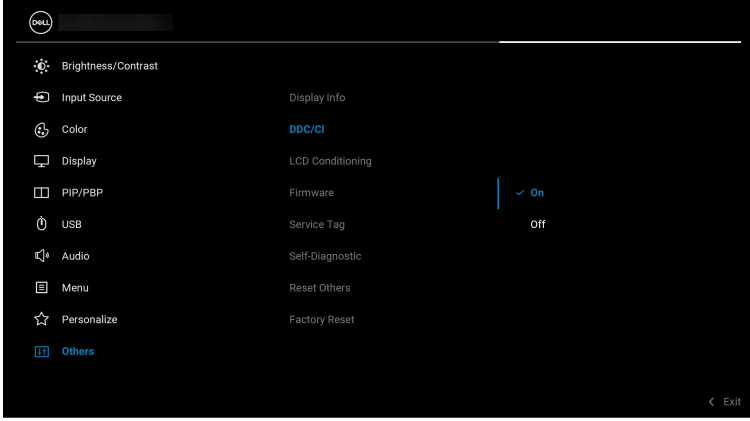 DELL
Brightness/Contrast
Input Source
Display Info
Color
DDC/CI
Display
LCD Conditioning
PIP/PBP
Firmware
On
USB
Service Tag
Off
Audio
Self-Diagnostic
Menu
Reset Others
Personalize
Factory Reset
Others
Exit